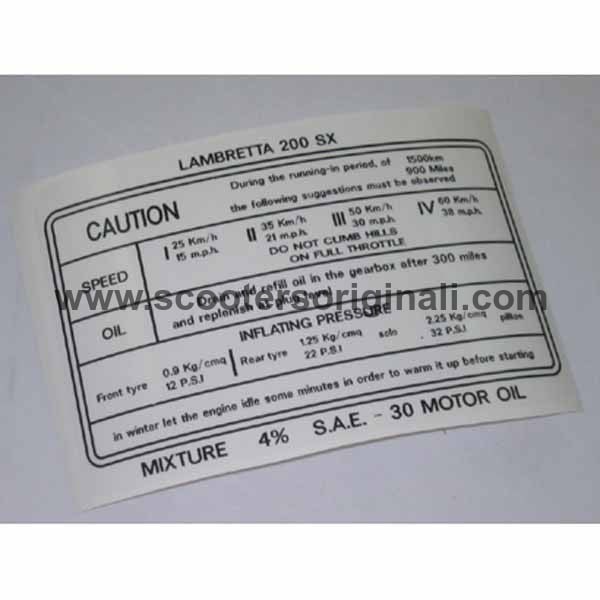 LAMBRETTA 200 SX
CAUTION
During the running-in period, of 1500km
900 Miles
the following suggestions must be observed
SPEED
I 25 Km/h
15 m.p.h.
II 35 Km/h
21 m.p.h.
III 50 Km/h
30 m.p.h.
IV 60 Km/h
38 m.p.h.
DO NOT CLIMB HILLS
ON FULL THROTTLE
OIL
Drain and refill oil in the gearbox after 300 miles
and replenish at plug level
www.scootersoriginali.com
INFLATING PRESSURE
Front tyre 0.9 Kg/cmq
12 P.S.I
Rear tyre 1.25 Kg/cmq solo
22 P.S.I
2.25 Kg/cmq pillion
32 P.S.I
in winter let the engine idle some minutes in order to warm it up before starting
MIXTURE 4% S.A.E. - 30 MOTOR OIL